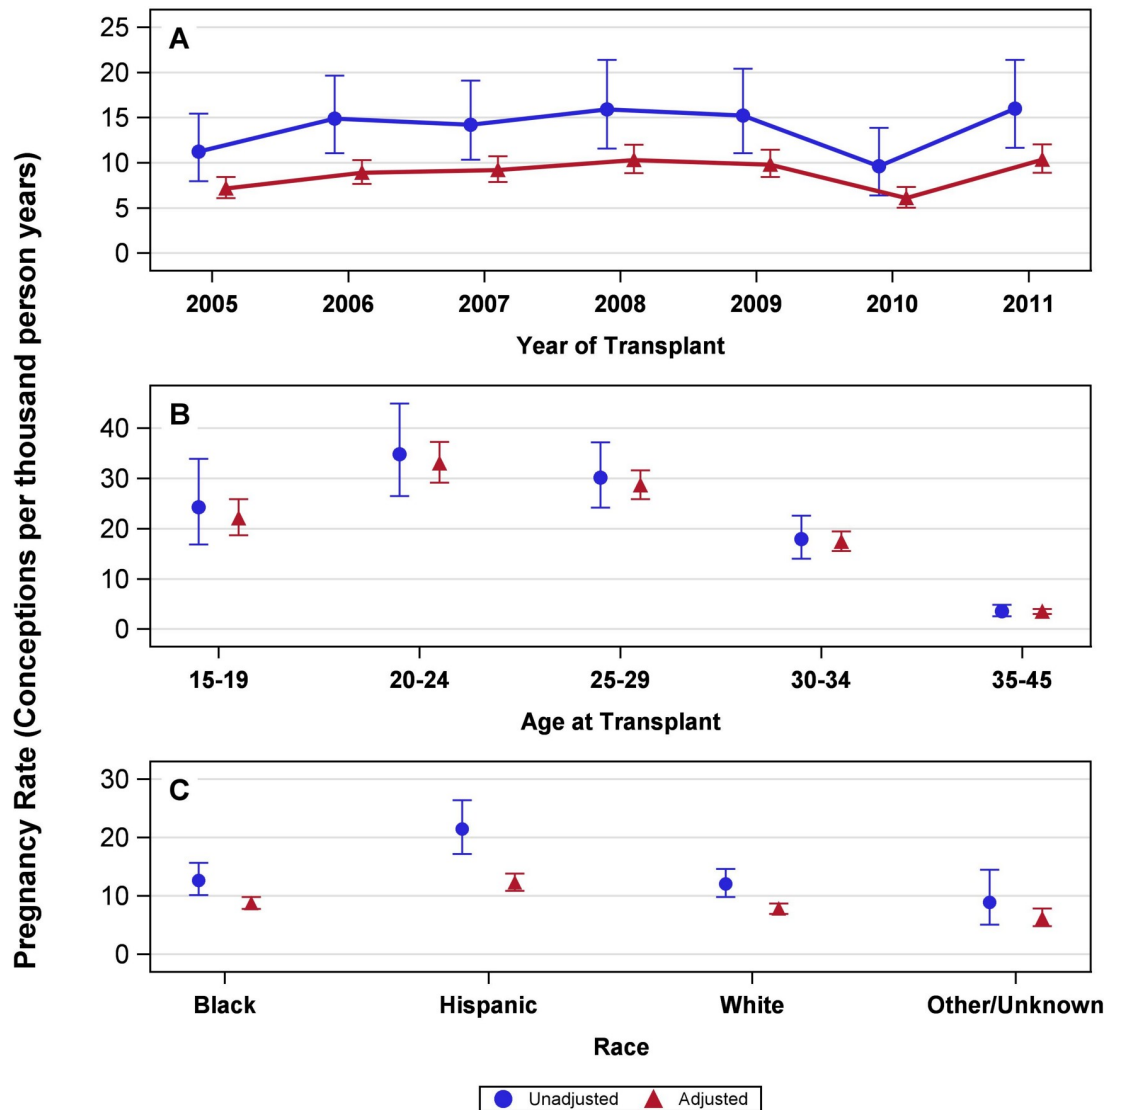 Pregnancy Rate (Conceptions per thousand person years)
A
25
20
15
10
5
0
2005 2006 2007 2008 2009 2010 2011
Year of Transplant
B
40
30
20
10
0
15-19 20-24 25-29 30-34 35-45
Age at Transplant
C
30
20
10
0
Black Hispanic White Other/Unknown
Race
Unadjusted Adjusted